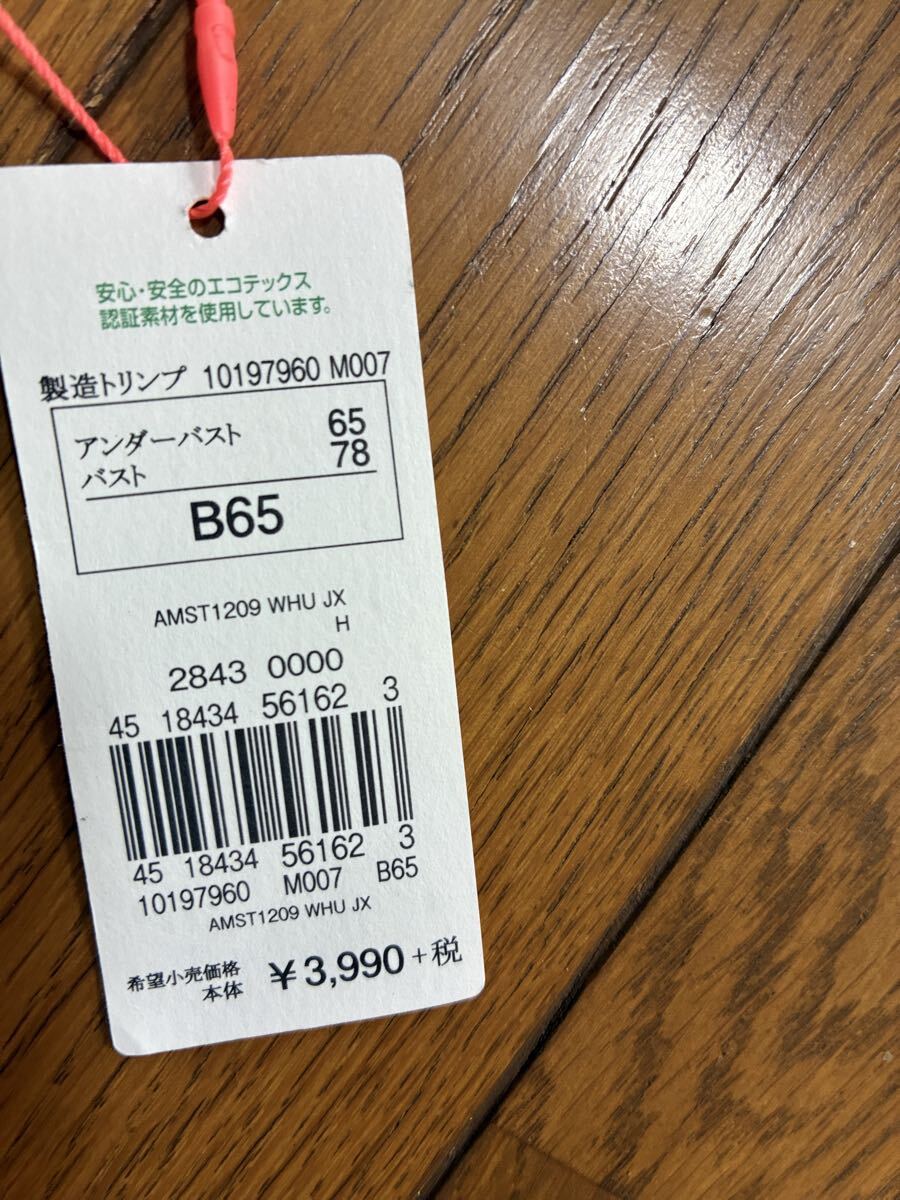 安心・安全のエコテックス
認証素材を使用しています。
製造トリンプ 10197960 M007
アンダーバスト 65
バスト 78
B65
AMST1209 WHU JX
H
2843 0000
45 18434 56162 3
45 18434 56162 3
10197960 M007 B65
AMST1209 WHU JX
希望小売価格
本体 ¥3,990+税